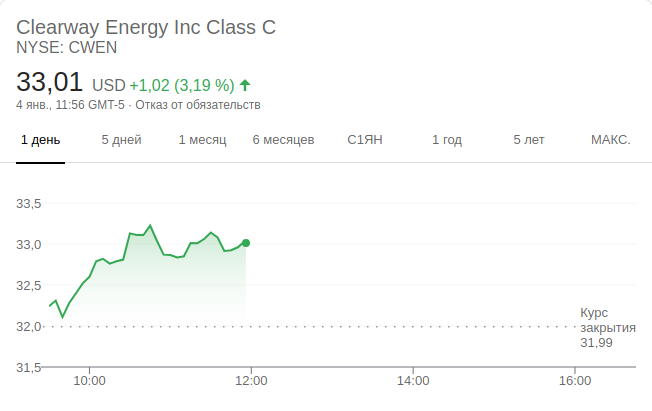 Clearway Energy Inc Class C
NYSE: CWEN
33,01 USD +1,02 (3,19 %)
4 янв., 11:56 GMT-5 · Отказ от обязательств
1 день 5 дней 1 месяц 6 месяцев С1ЯН 1 год 5 лет МАКС.
33,5
33,0
32,5
32,0
31,5
Курс
закрытия
31,99
10:00 12:00 14:00 16:00